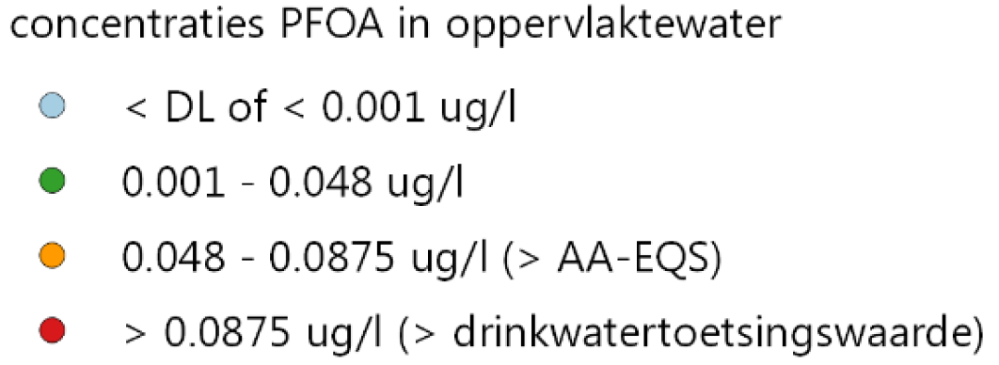 concentraties PFOA in oppervlaktewater
< DL of < 0.001 ug/l
0.001 - 0.048 ug/l
0.048 - 0.0875 ug/l (> AA-EQS)
> 0.0875 ug/l (> drinkwatertoetsingswaarde)